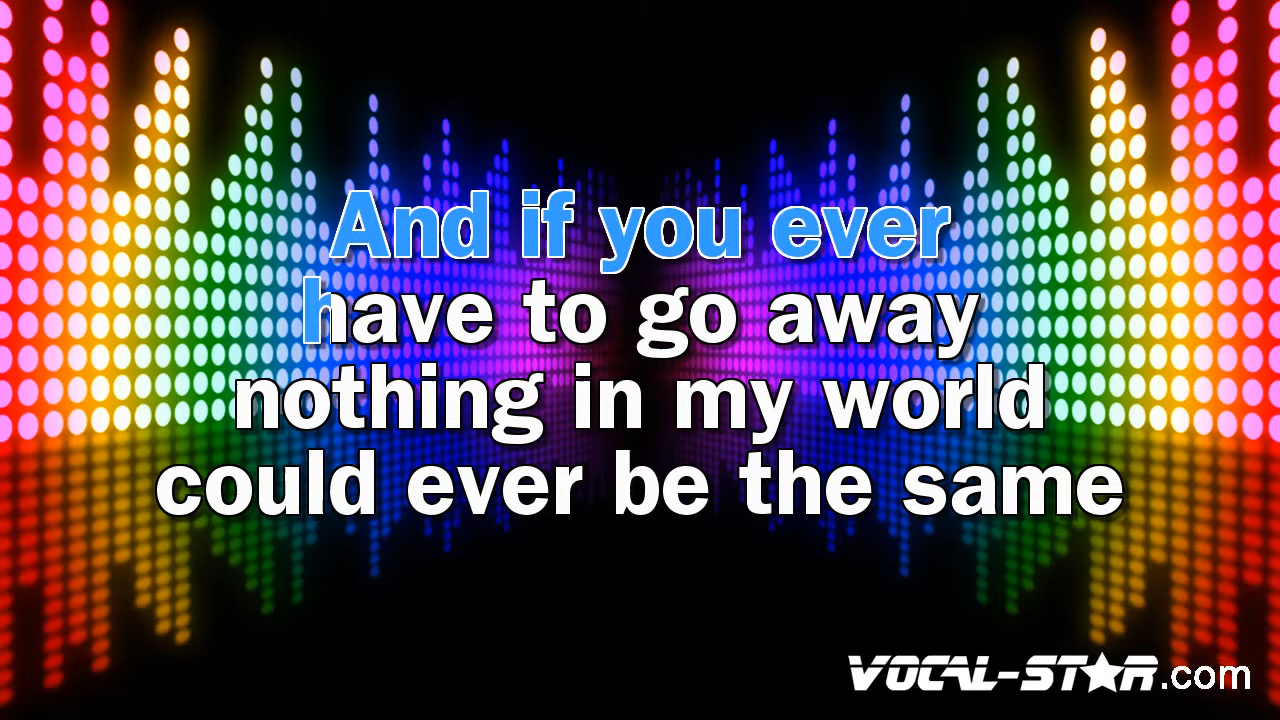 And if you ever
have to go away
nothing in my world
could ever be the same
VOCAL-STAR.com